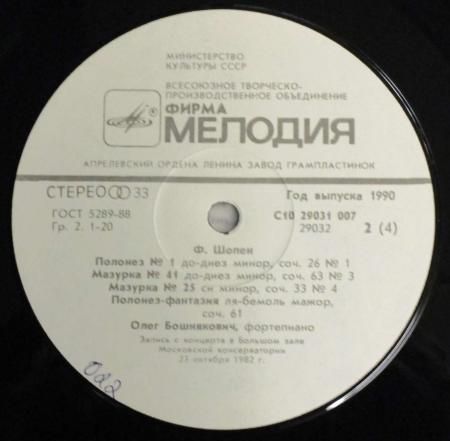 МИНИСТЕРСТВО
КУЛЬТУРЫ СССР
ВСЕСОЮЗНОЕ ТВОРЧЕСКО-
ПРОИЗВОДСТВЕННОЕ ОБЪЕДИНЕНИЕ
ФИРМА
МЕЛОДИЯ
АПРЕЛЕВСКИЙ ОРДЕНА ЛЕНИНА ЗАВОД ГРАМПЛАСТИНОК
СТЕРЕО 33
Год выпуска 1990
ГОСТ 5289-88
С10 29031 007
Гр. 2. 1-20
29032 2 (4)
Ф. Шопен
Полонез № 1 до-диез минор, соч. 26 № 1
Мазурка № 41 до-диез минор, соч. 63 № 3
Мазурка № 25 си минор, соч. 33 № 4
Полонез-фантазия ля-бемоль мажор,
соч. 61
Олег Бошнякович, фортепиано
Запись с концерта в Большом зале
Московской консерватории
23 октября 1982 г.